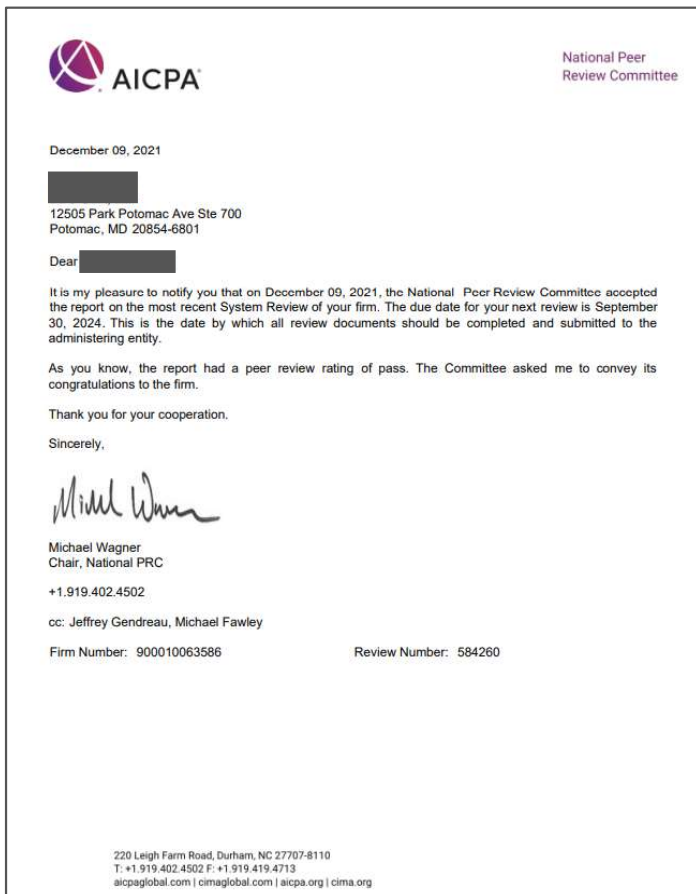 AICPA
National Peer
Review Committee
December 09, 2021
12505 Park Potomac Ave Ste 700
Potomac, MD 20854-6801
Dear
It is my pleasure to notify you that on December 09, 2021, the National Peer Review Committee accepted
the report on the most recent System Review of your firm. The due date for your next review is September
30, 2024. This is the date by which all review documents should be completed and submitted to the
administering entity.
As you know, the report had a peer review rating of pass. The Committee asked me to convey its
congratulations to the firm.
Thank you for your cooperation.
Sincerely,
Michael Wagner
Chair, National PRC
+1.919.402.4502
cc: Jeffrey Gendreau, Michael Fawley
Firm Number: 900010063586 Review Number: 584260
220 Leigh Farm Road, Durham, NC 27707-8110
T: +1.919.402.4502 F: +1.919.419.4713
aicpaglobal.com | cimaglobal.com | aicpa.org | cima.org